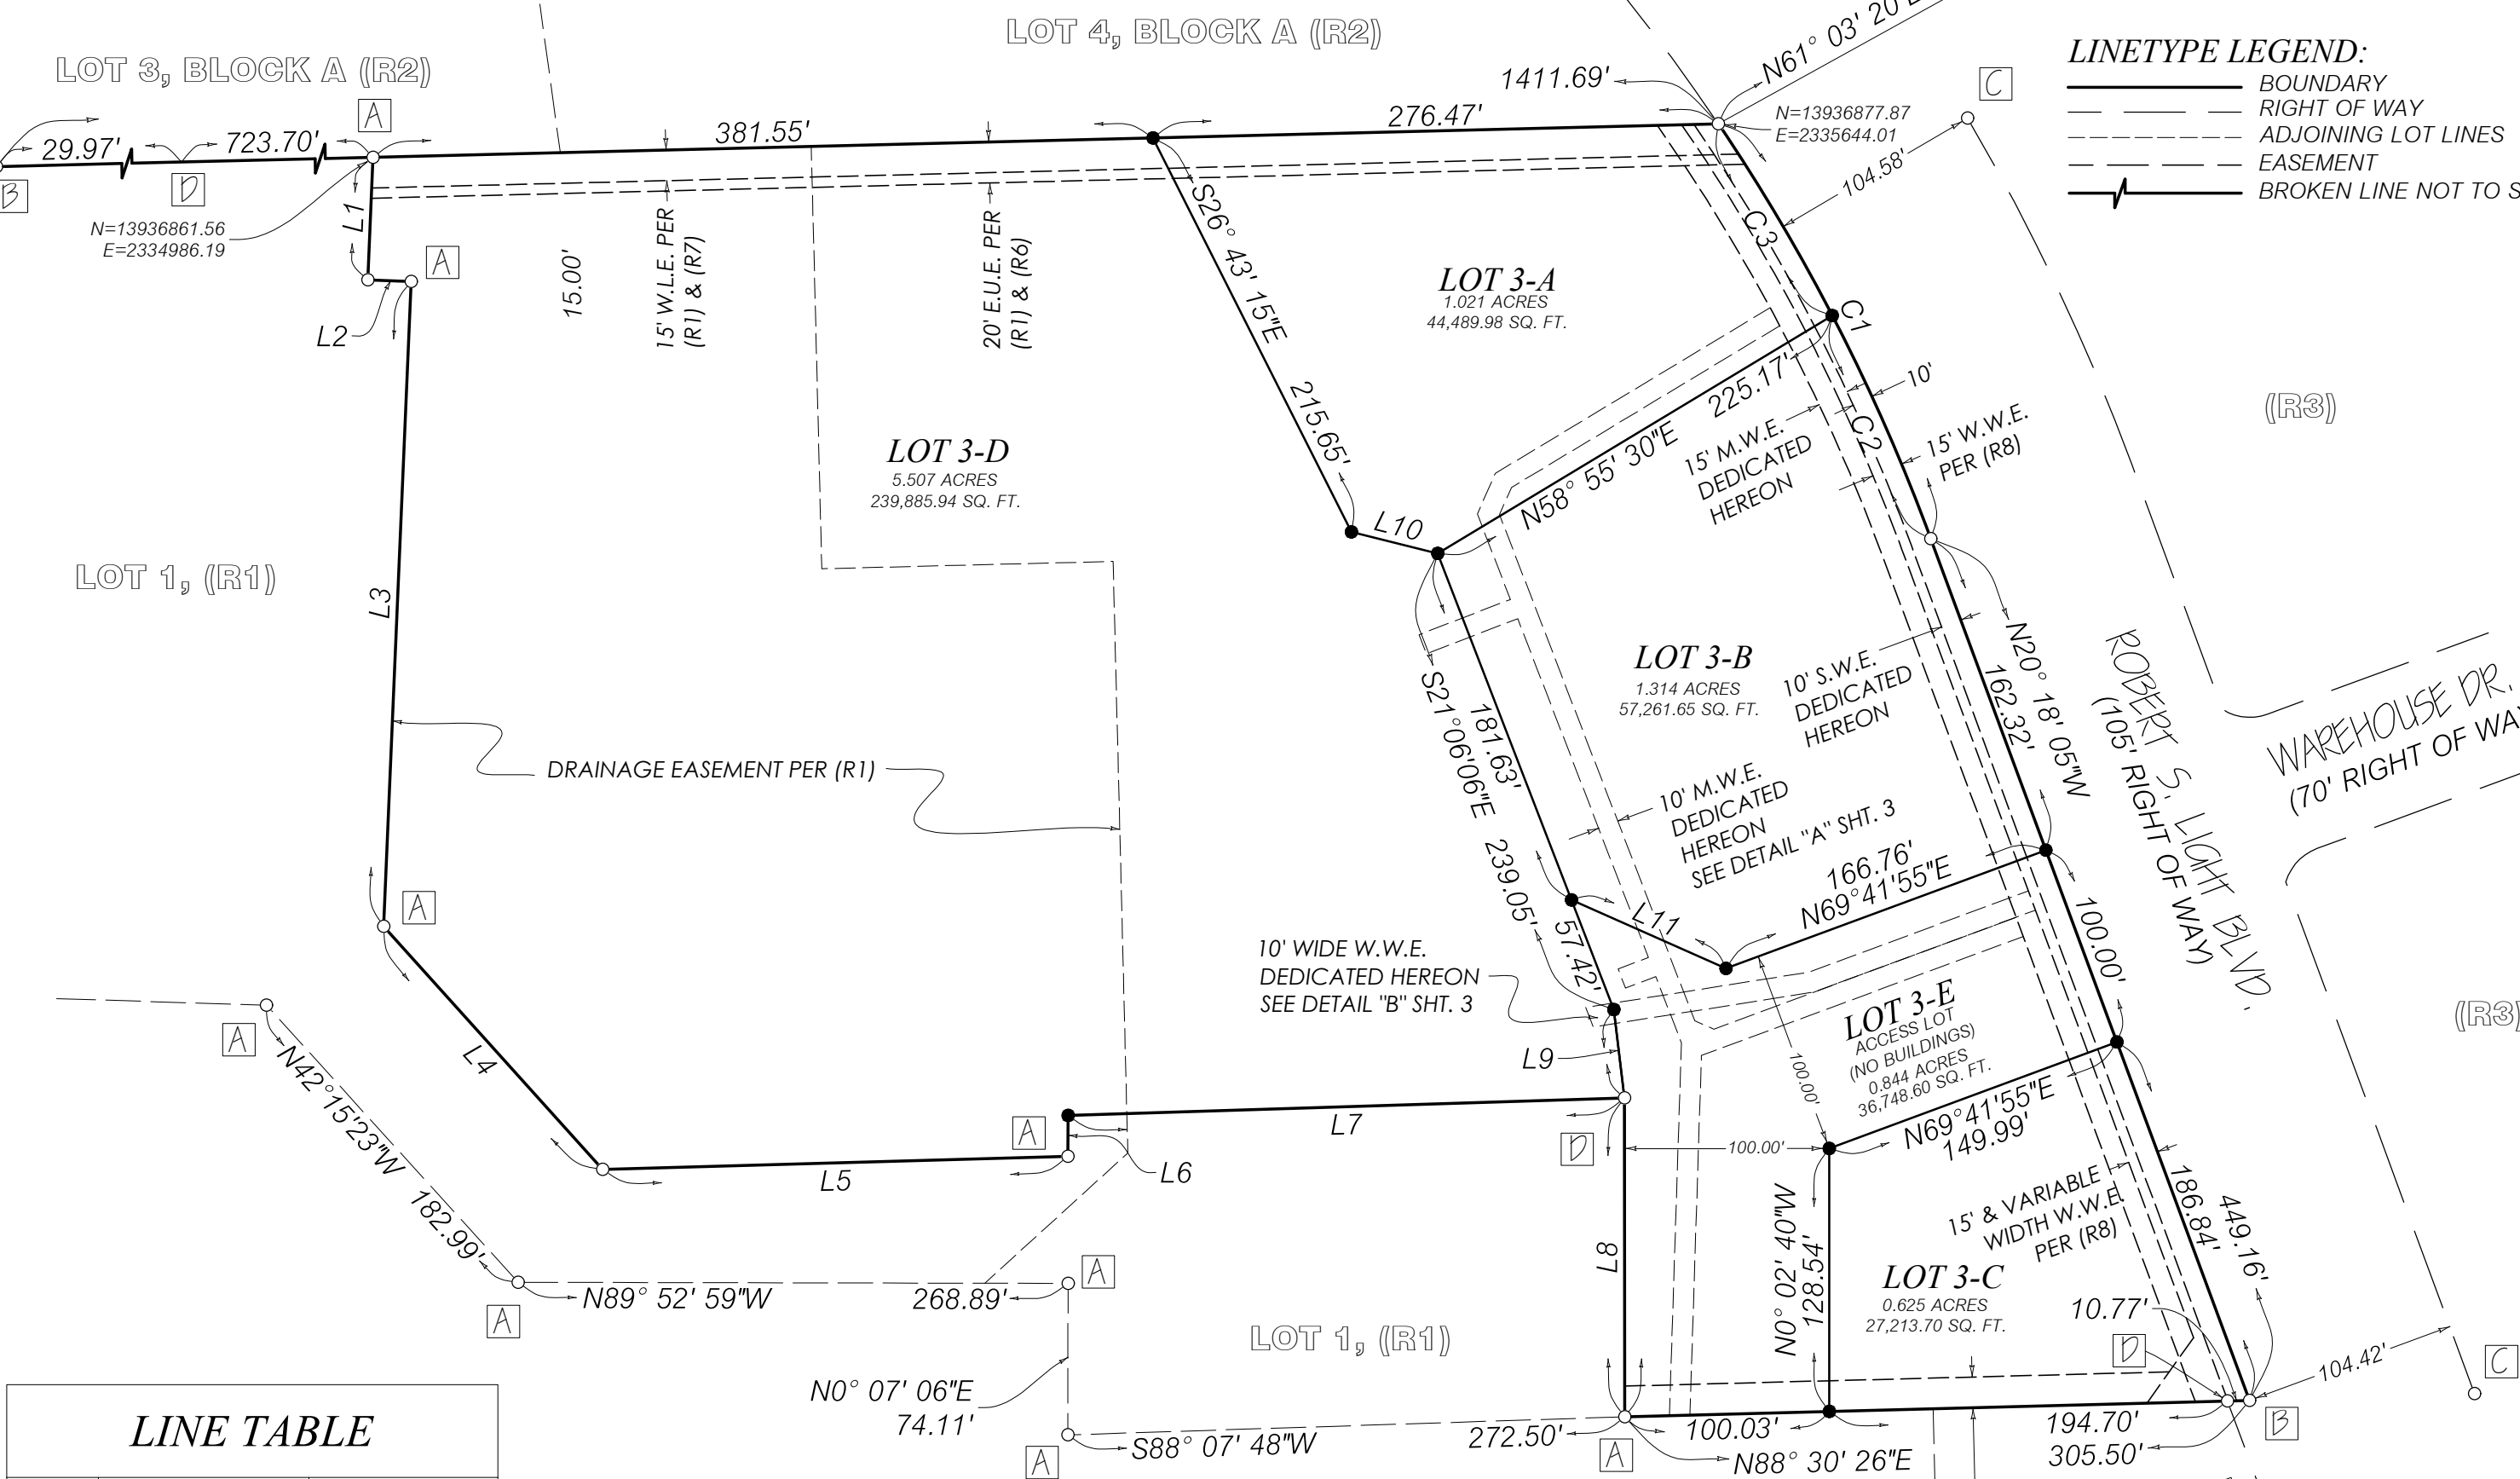 LOT 4, BLOCK A (R2)
LOT 3, BLOCK A (R2)
N61° 03' 20
1411.69'
276.47'
381.55'
723.70'
29.97'
A
B
D
C
N=13936877.87
E=2335644.01
104.58'
LINETYPE LEGEND:
BOUNDARY
RIGHT OF WAY
ADJOINING LOT LINES
EASEMENT
BROKEN LINE NOT TO S
N=13936861.56
E=2334986.19
L1
A
L2
15.00'
15' W.L.E. PER
(R1) & (R7)
20' E.U.E. PER
(R1) & (R6)
S26° 43' 15"E
215.65'
LOT 3-A
1.021 ACRES
44,489.98 SQ. FT.
C3
C1
C2
10'
(R3)
15' W.W.E.
PER (R8)
N58° 55' 30"E
225.17'
15' M.W.E.
DEDICATED
HEREON
LOT 3-D
5.507 ACRES
239,885.94 SQ. FT.
L10
LOT 1, (R1)
L3
LOT 3-B
1.314 ACRES
57,261.65 SQ. FT.
10' S.W.E.
DEDICATED
HEREON
N20° 18' 05"W
162.32'
ROBERT S. LIGHT BLVD.
(105' RIGHT OF WAY)
WAREHOUSE DR.
(70' RIGHT OF WA
S21°06'06"E 239.05'
181.63'
DRAINAGE EASEMENT PER (R1)
10' M.W.E.
DEDICATED
HEREON
SEE DETAIL "A" SHT. 3
166.76'
N69°41'55"E
L11
57.42'
100.00'
A
10' WIDE W.W.E.
DEDICATED HEREON
SEE DETAIL "B" SHT. 3
LOT 3-E
ACCESS LOT
(NO BUILDINGS)
0.844 ACRES
36,748.60 SQ. FT.
100.00'
N69°41'55"E
149.99'
(R3)
A
N42°15'23"W 182.99'
L4
L9
L7
A
D
100.00'
L5
L6
L8
N0° 02' 40"W
128.54'
15' & VARIABLE
WIDTH W.W.E.
PER (R8)
186.84'
449.16'
LOT 3-C
0.625 ACRES
27,213.70 SQ. FT.
10.77'
D
104.42'
C
A
N89° 52' 59"W
268.89'
A
LOT 1, (R1)
N0° 07' 06"E
74.11'
A
S88° 07' 48"W
272.50'
A
100.03'
N88° 30' 26"E
194.70'
305.50'
B
LINE TABLE